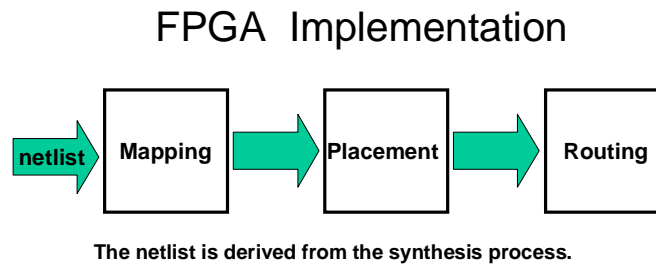 FPGA Implementation
netlist
Mapping
Placement
Routing
The netlist is derived from the synthesis process.